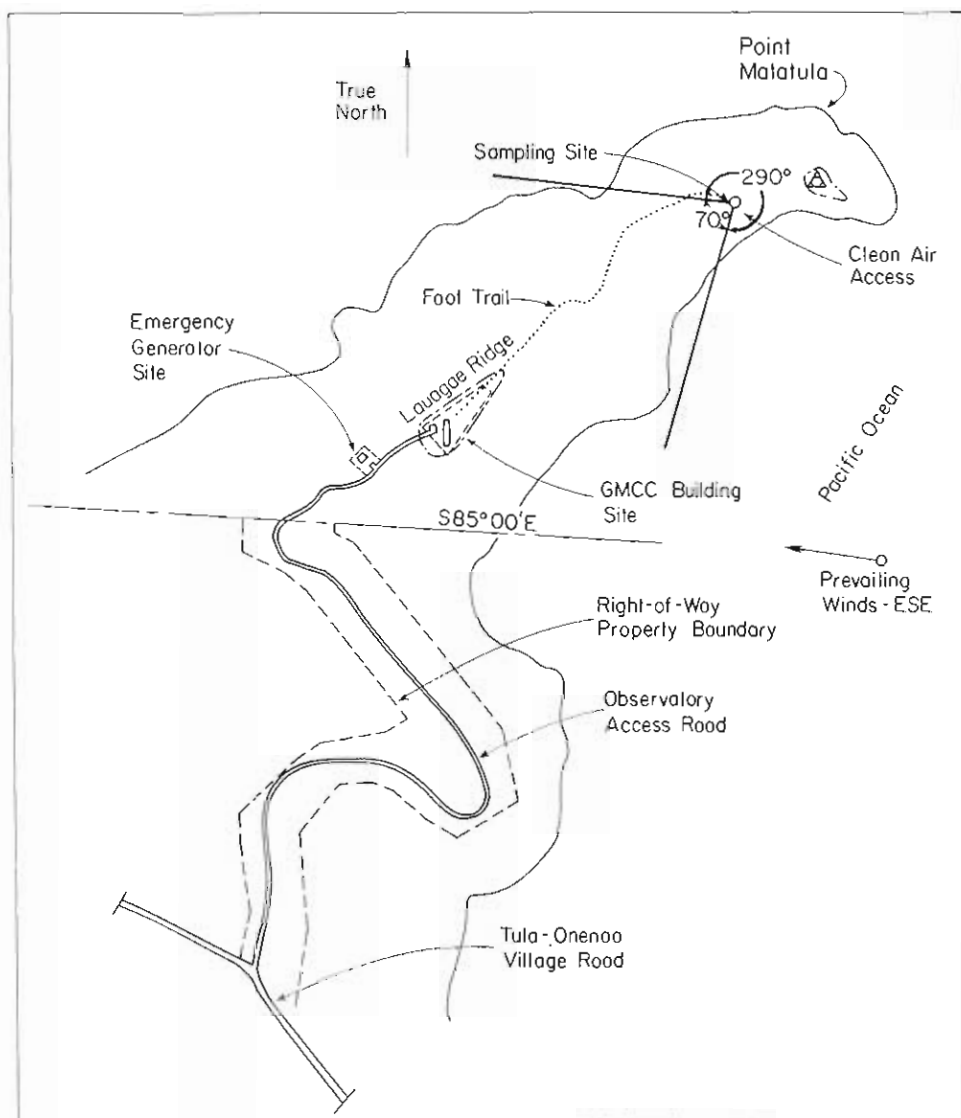 Point
Matatula
True
North
Sampling Site
290°
70°
Clean Air
Access
Foot Trail
Emergency
Generator
Site
Lauagae Ridge
Pacific Ocean
GMCC Building
Site
S85°00'E
Prevailing
Winds - ESE
Right-of-Way
Property Boundary
Observatory
Access Road
Tula-Onenoa
Village Road